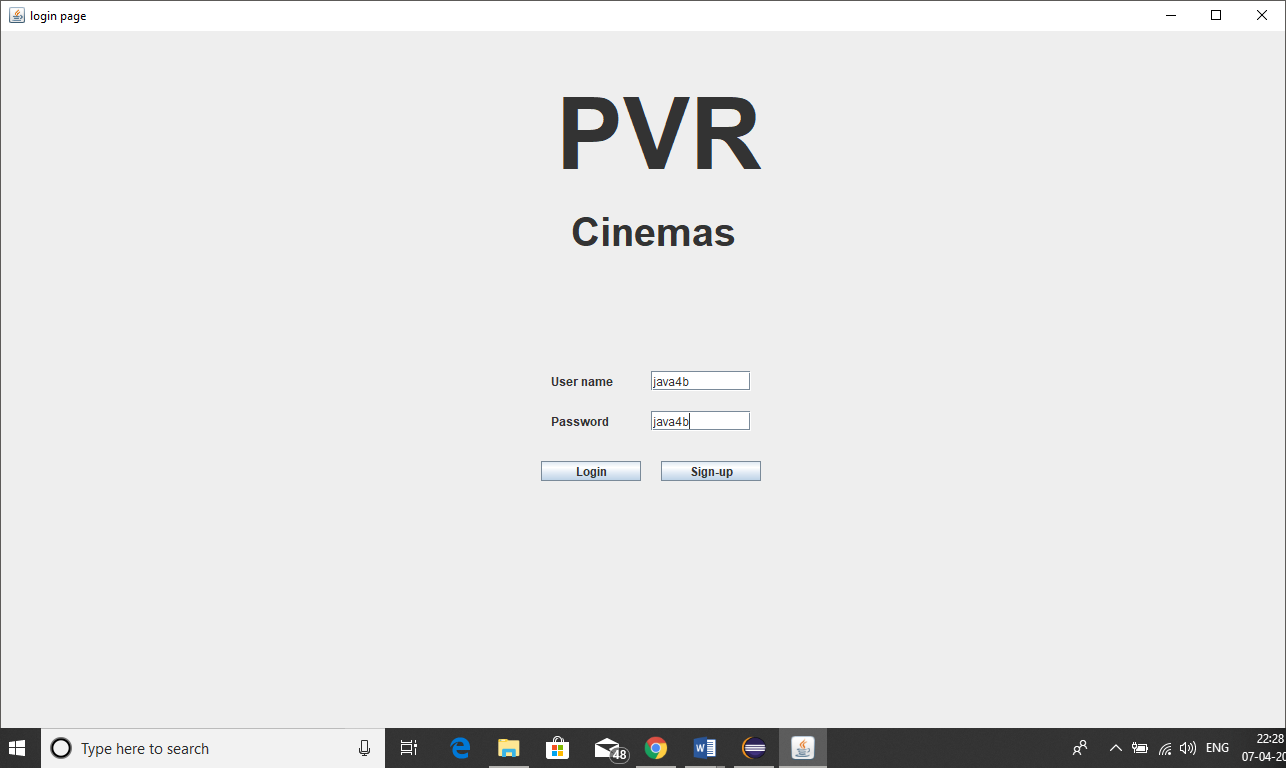 login page
PVR
Cinemas
User name java4b
Password java4b
Login Sign-up
Type here to search
48
ENG
22:28
07-04-20